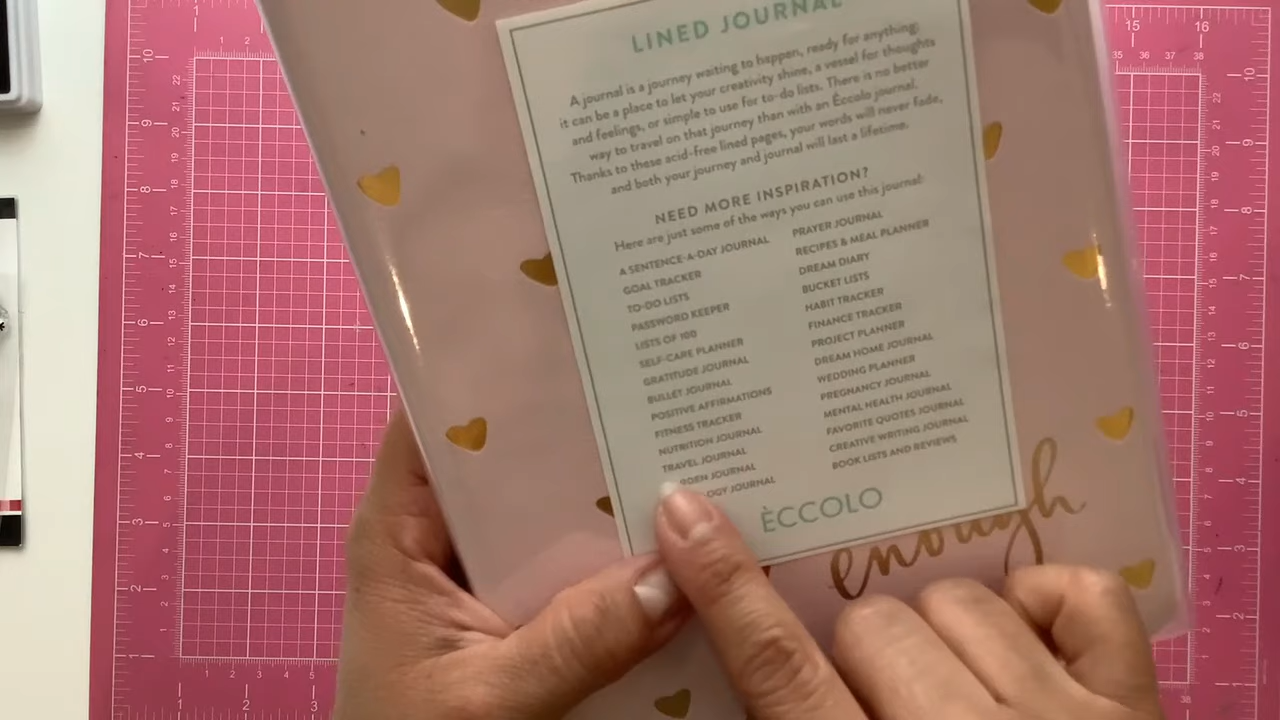 LINED JOURNAL
A journal is a journey waiting to happen, ready for anything:
it can be a place to let your creativity shine, a vessel for thoughts
and feelings, or simple to use for to-do lists. There is no better
way to travel on that journey than with an Èccolo journal.
Thanks to these acid-free lined pages, your words will never fade,
and both your journey and journal will last a lifetime.
NEED MORE INSPIRATION?
Here are just some of the ways you can use this journal:
A SENTENCE-A-DAY JOURNAL
GOAL TRACKER
TO-DO LISTS
PASSWORD KEEPER
LISTS OF 100
SELF-CARE PLANNER
GRATITUDE JOURNAL
BULLET JOURNAL
POSITIVE AFFIRMATIONS
FITNESS TRACKER
NUTRITION JOURNAL
TRAVEL JOURNAL
RDEN JOURNAL
LOGY JOURNAL
PRAYER JOURNAL
RECIPES & MEAL PLANNER
DREAM DIARY
BUCKET LISTS
HABIT TRACKER
FINANCE TRACKER
PROJECT PLANNER
DREAM HOME JOURNAL
WEDDING PLANNER
PREGNANCY JOURNAL
MENTAL HEALTH JOURNAL
FAVORITE QUOTES JOURNAL
CREATIVE WRITING JOURNAL
BOOK LISTS AND REVIEWS
ÈCCOLO
enough